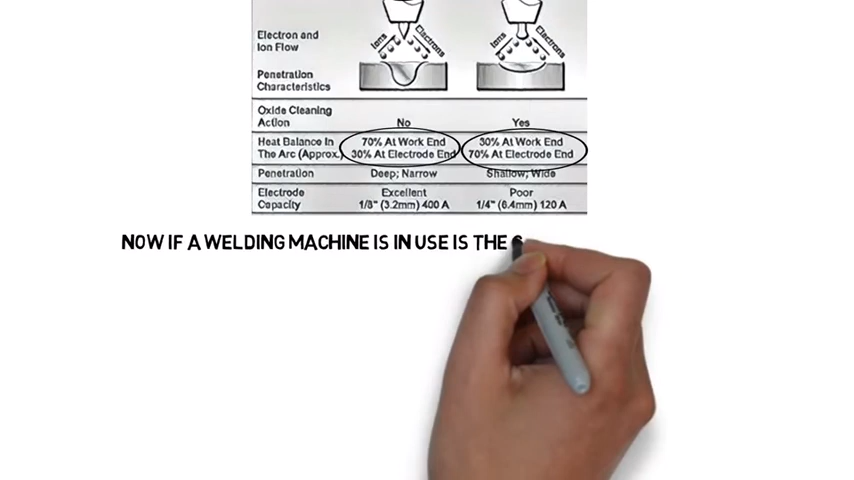 Electron and
Ion Flow
Ions Electrons Ions Electrons
Penetration
Characteristics
Oxide Cleaning
Action No Yes
Heat Balance In 70% At Work End 30% At Work End
The Arc (Approx.) 30% At Electrode End 70% At Electrode End
Penetration Deep; Narrow Shallow; Wide
Electrode Excellent Poor
Capacity 1/8" (3.2mm) 400 A 1/4" (6.4mm) 120 A
NOW IF A WELDING MACHINE IS IN USE IS THE